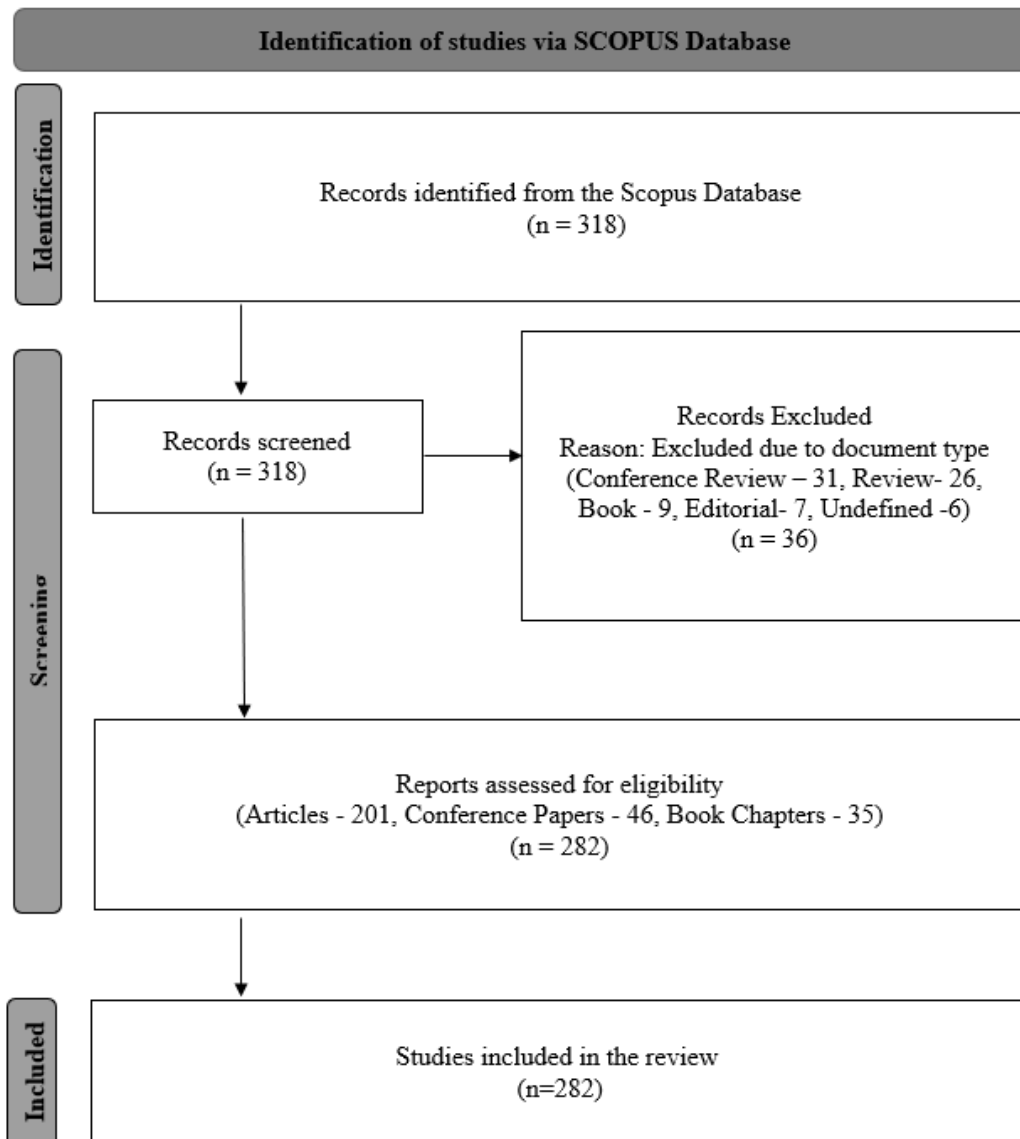 Identification of studies via SCOPUS Database
Identification
Records identified from the Scopus Database
(n = 318)
Screening
Records screened
(n = 318)
Records Excluded
Reason: Excluded due to document type
(Conference Review – 31, Review- 26,
Book - 9, Editorial- 7, Undefined -6)
(n = 36)
Reports assessed for eligibility
(Articles - 201, Conference Papers - 46, Book Chapters - 35)
(n = 282)
Included
Studies included in the review
(n=282)